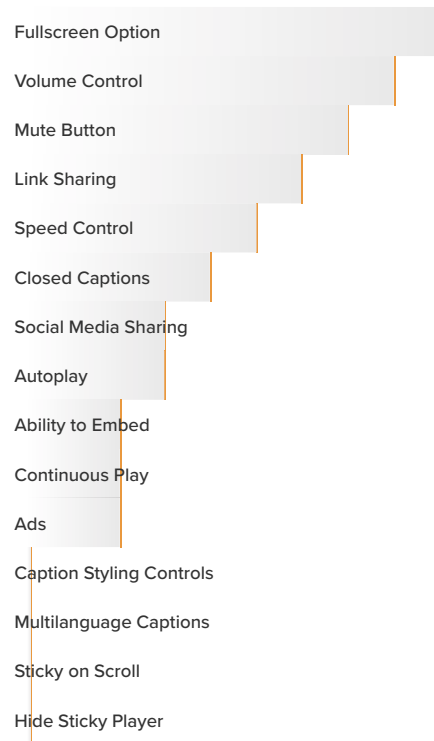 Fullscreen Option
Volume Control
Mute Button
Link Sharing
Speed Control
Closed Captions
Social Media Sharing
Autoplay
Ability to Embed
Continuous Play
Ads
Caption Styling Controls
Multilanguage Captions
Sticky on Scroll
Hide Sticky Player